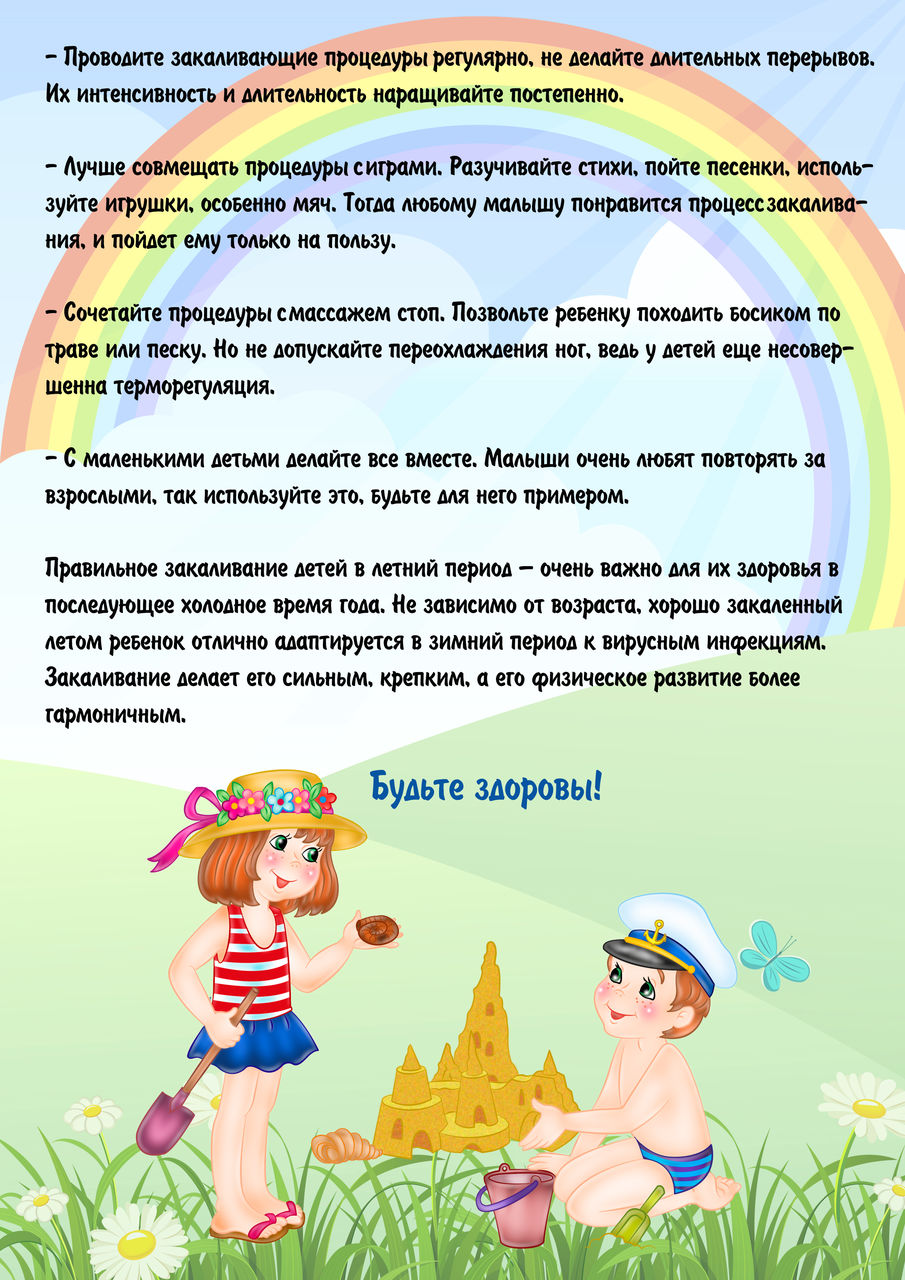 – Проводите закаливающие процедуры регулярно, не делайте длительных перерывов.
Их интенсивность и длительность наращивайте постепенно.
– Лучше совмещать процедуры с играми. Разучивайте стихи, пойте песенки, исполь-
зуйте игрушки, особенно мяч. Тогда любому малышу понравится процесс закалива-
ния, и пойдет ему только на пользу.
– Сочетайте процедуры с массажем стоп. Позвольте ребенку походить босиком по
траве или песку. Но не допускайте переохлаждения ног, ведь у детей еще несовер-
шенна терморегуляция.
– С маленькими детьми делайте все вместе. Малыши очень любят повторять за
взрослыми, так используйте это, будьте для него примером.
Правильное закаливание детей в летний период – очень важно для их здоровья в
последующее холодное время года. Не зависимо от возраста, хорошо закаленный
летом ребенок отлично адаптируется в зимний период к вирусным инфекциям.
Закаливание делает его сильным, крепким, а его физическое развитие более
гармоничным.
Будьте здоровы!